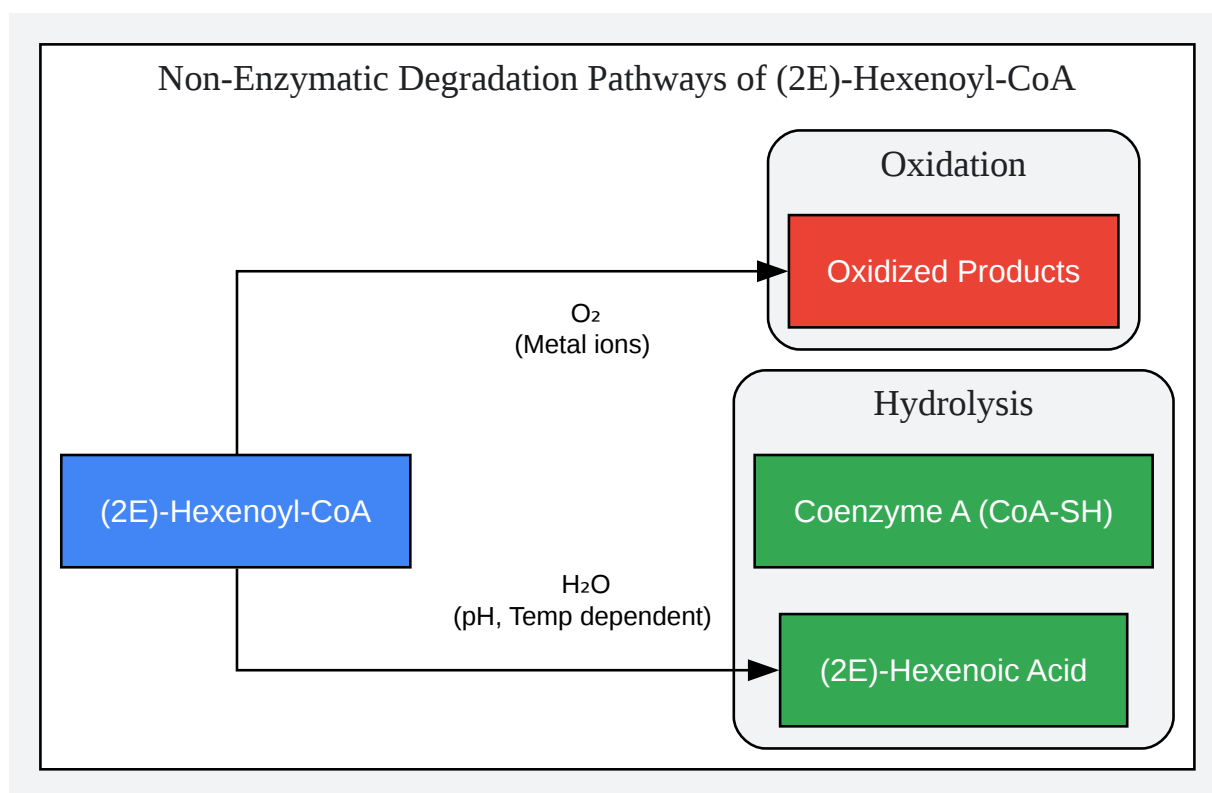 Non-Enzymatic Degradation Pathways of (2E)-Hexenoyl-CoA
Oxidation
Oxidized Products
O₂
(Metal ions)
Hydrolysis
(2E)-Hexenoyl-CoA
Coenzyme A (CoA-SH)
H₂O
(pH, Temp dependent)
(2E)-Hexenoic Acid